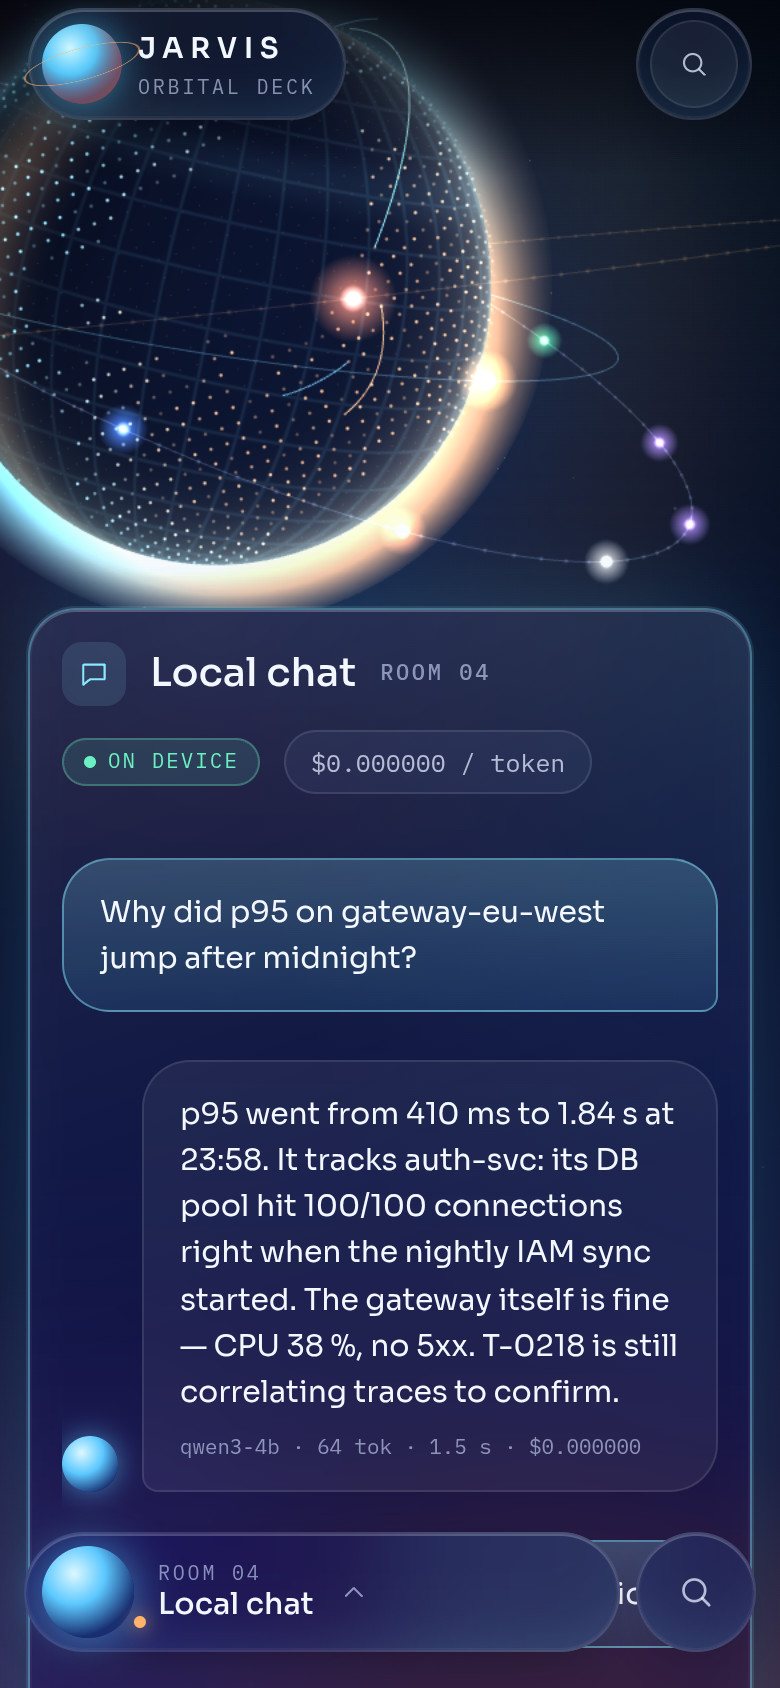 JARVIS
ORBITAL DECK
Local chat ROOM 04
ON DEVICE $0.000000 / token
Why did p95 on gateway-eu-west
jump after midnight?
p95 went from 410 ms to 1.84 s at
23:58. It tracks auth-svc: its DB
pool hit 100/100 connections
right when the nightly IAM sync
started. The gateway itself is fine
— CPU 38 %, no 5xx. T-0218 is still
correlating traces to confirm.
qwen3-4b · 64 tok · 1.5 s · $0.000000
ROOM 04
Local chat